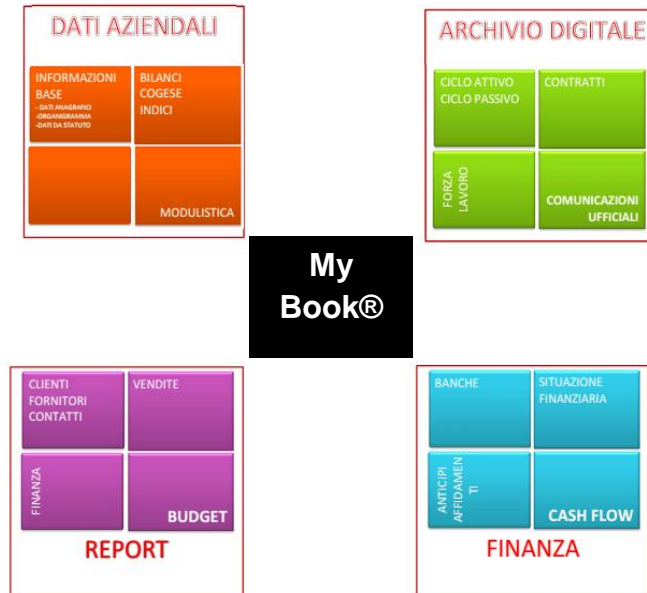 DATI AZIENDALI
INFORMAZIONI
BASE
- DATI ANAGRAFICI
-ORGANIGRAMMA
-DATI DA STATUTO
BILANCI
COGESE
INDICI
MODULISTICA
ARCHIVIO DIGITALE
CICLO ATTIVO
CICLO PASSIVO
CONTRATTI
FORZA
LAVORO
COMUNICAZIONI
UFFICIALI
My
Book®
CLIENTI
FORNITORI
CONTATTI
VENDITE
FINANZA
BUDGET
REPORT
BANCHE
SITUAZIONE
FINANZIARIA
ANTICIPI
AFFIDAMEN
TI
CASH FLOW
FINANZA